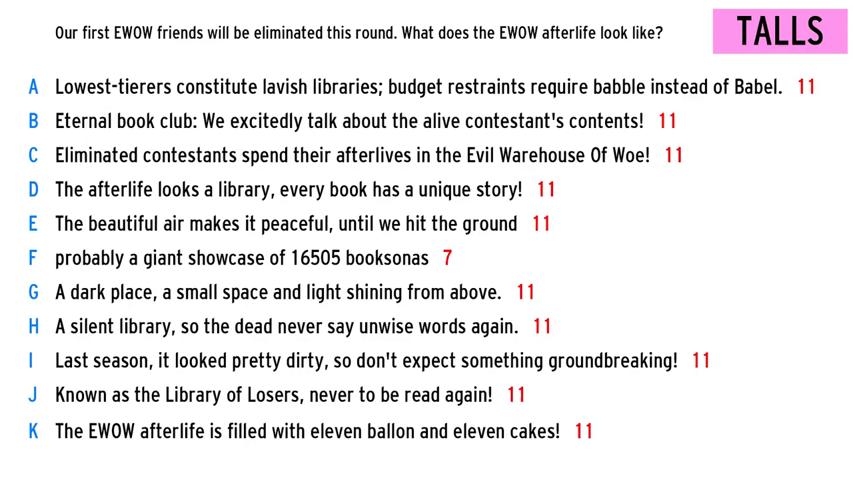 Our first EWOW friends will be eliminated this round. What does the EWOW afterlife look like?
TALLS
A Lowest-tierers constitute lavish libraries; budget restraints require babble instead of Babel. 11
B Eternal book club: We excitedly talk about the alive contestant's contents! 11
C Eliminated contestants spend their afterlives in the Evil Warehouse Of Woe! 11
D The afterlife looks a library, every book has a unique story! 11
E The beautiful air makes it peaceful, until we hit the ground 11
F probably a giant showcase of 16505 booksonas 7
G A dark place, a small space and light shining from above. 11
H A silent library, so the dead never say unwise words again. 11
I Last season, it looked pretty dirty, so don't expect something groundbreaking! 11
J Known as the Library of Losers, never to be read again! 11
K The EWOW afterlife is filled with eleven ballon and eleven cakes! 11